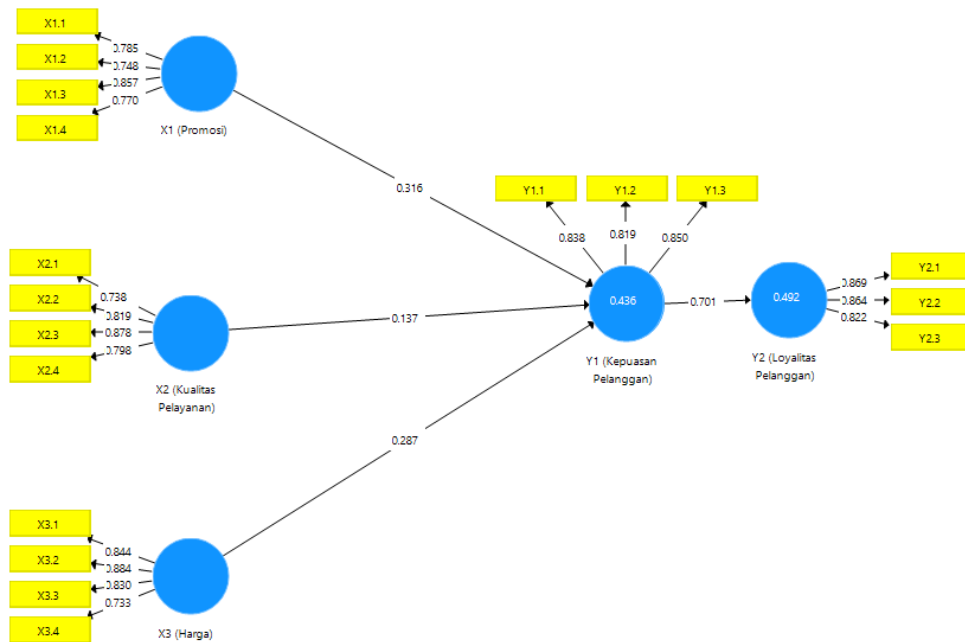 X1.1
X1.2
X1.3
X1.4
0.785
0.748
0.857
0.770
X1 (Promosi)
0.316
X2.1
X2.2
X2.3
X2.4
0.738
0.819
0.878
0.798
X2 (Kualitas
Pelayanan)
0.137
X3.1
X3.2
X3.3
X3.4
0.844
0.884
0.830
0.733
X3 (Harga)
0.287
Y1.1
Y1.2
Y1.3
0.838
0.819
0.850
0.436
Y1 (Kepuasan
Pelanggan)
0.701
0.492
Y2 (Loyalitas
Pelanggan)
0.869
0.864
0.822
Y2.1
Y2.2
Y2.3